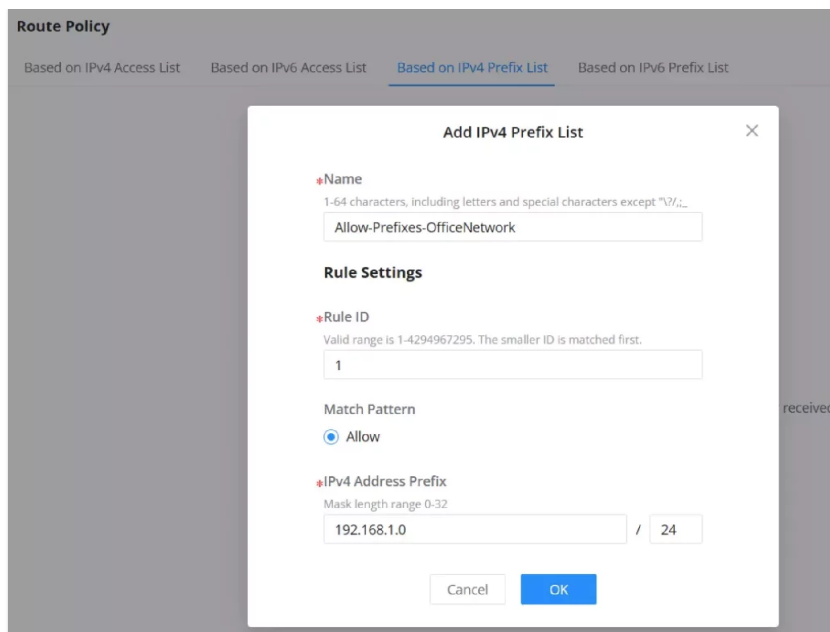 Route Policy
Based on IPv4 Access List Based on IPv6 Access List Based on IPv4 Prefix List Based on IPv6 Prefix List
Add IPv4 Prefix List
*Name
1-64 characters, including letters and special characters except "\?/,;_
Allow-Prefixes-OfficeNetwork
Rule Settings
*Rule ID
Valid range is 1-4294967295. The smaller ID is matched first.
1
received
Match Pattern
Allow
*IPv4 Address Prefix
Mask length range 0-32
192.168.1.0 / 24
Cancel OK